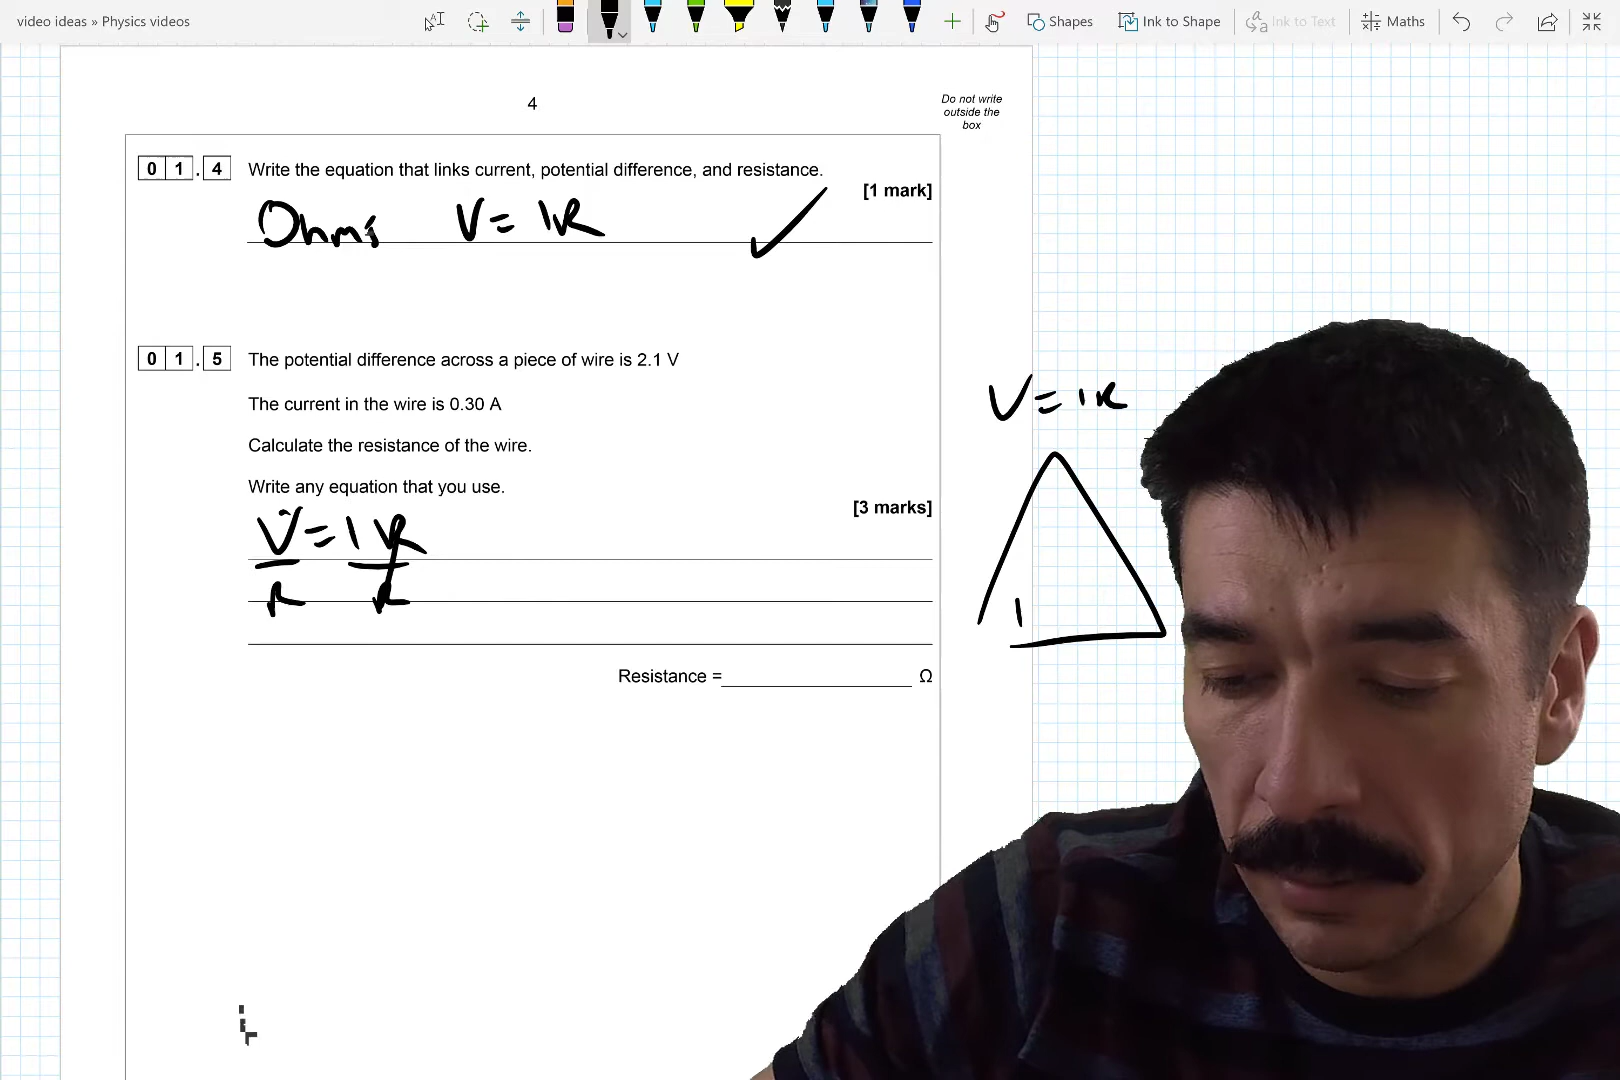 video ideas » Physics videos
Shapes
Ink to Shape
Ink to Text
Maths
4
Do not write
outside the
box
0 1 . 4 Write the equation that links current, potential difference, and resistance.
[1 mark]
Ohms V = IR
0 1 . 5 The potential difference across a piece of wire is 2.1 V
The current in the wire is 0.30 A
Calculate the resistance of the wire.
Write any equation that you use.
[3 marks]
V = I R
R R
Resistance = Ω
V = IR
I